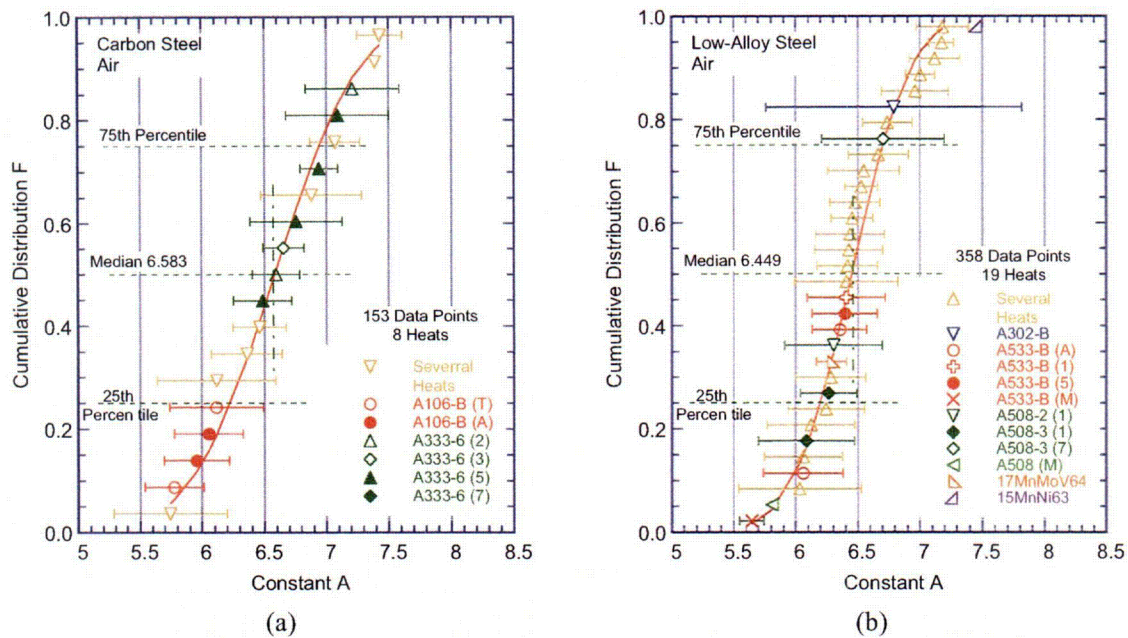 Carbon Steel
Air
75th Percentile
Median 6.583
25th
Percentile
153 Data Points
8 Heats
Severral
Heats
A106-B (T)
A106-B (A)
A333-6 (2)
A333-6 (3)
A333-6 (5)
A333-6 (7)
Cumulative Distribution F
1.0
0.8
0.6
0.4
0.2
0.0
5 5.5 6 6.5 7 7.5 8 8.5
Constant A
(a)
Low-Alloy Steel
Air
75th Percentile
Median 6.449
25th
Percentile
358 Data Points
19 Heats
Several
Heats
A302-B
A533-B (A)
A533-B (1)
A533-B (5)
A533-B (M)
A508-2 (1)
A508-3 (1)
A508-3 (7)
A508 (M)
17MnMoV64
15MnNi63
Cumulative Distribution F
1.0
0.8
0.6
0.4
0.2
0.0
5 5.5 6 6.5 7 7.5 8 8.5
Constant A
(b)